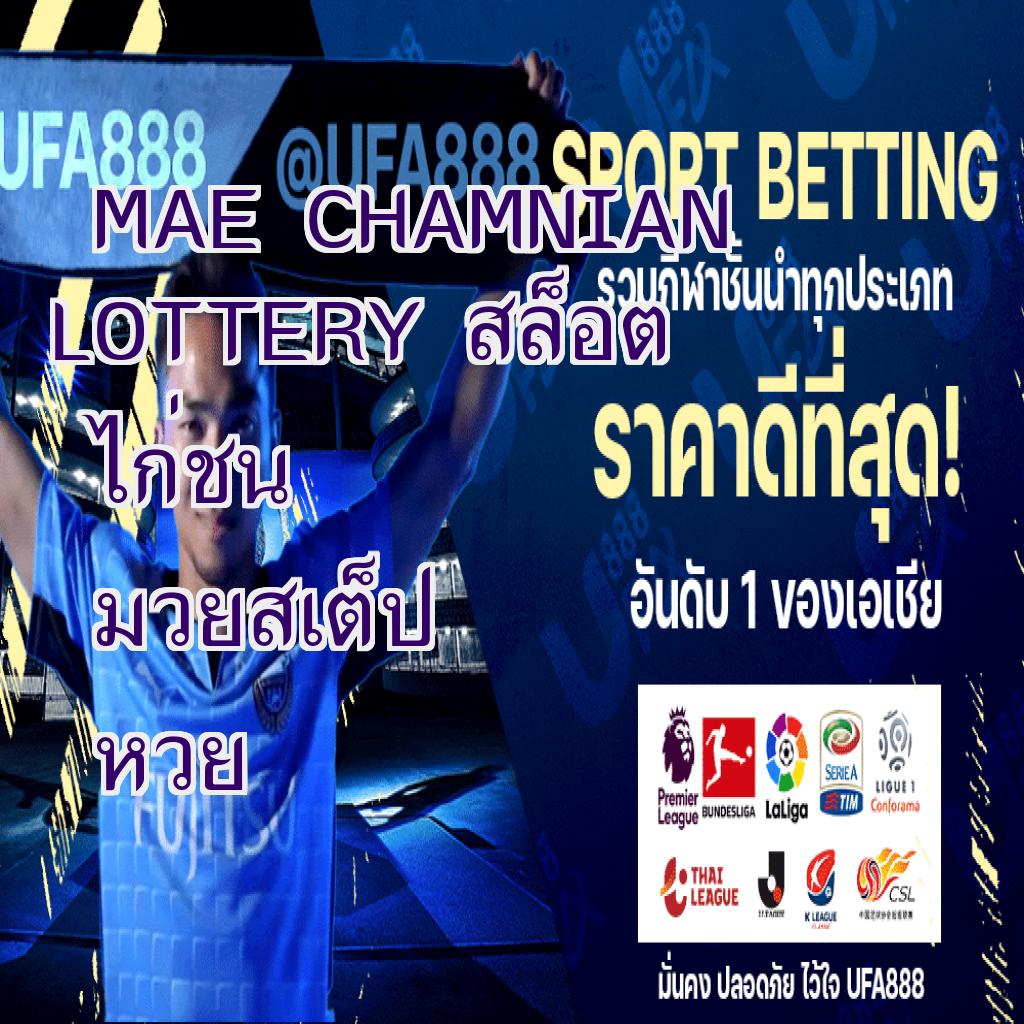 UFA888
@UFA888
SPORT BETTING
MAE CHAMNIAN
LOTTERY สล็อต
ไก่ชน
มวยสเต็ป
หวย
รวมกีฬาชั้นนำทุกประเภท
ราคาดีที่สุด!
อันดับ 1 ของเอเชีย
FUJITSU
Premier
League
BUNDESLIGA
LaLiga
SERIE A
TIM
LIGUE 1
Conforama
THAI
LEAGUE
J.LEAGUE
K LEAGUE
CSL
มั่นคง ปลอดภัย ไว้ใจ UFA888